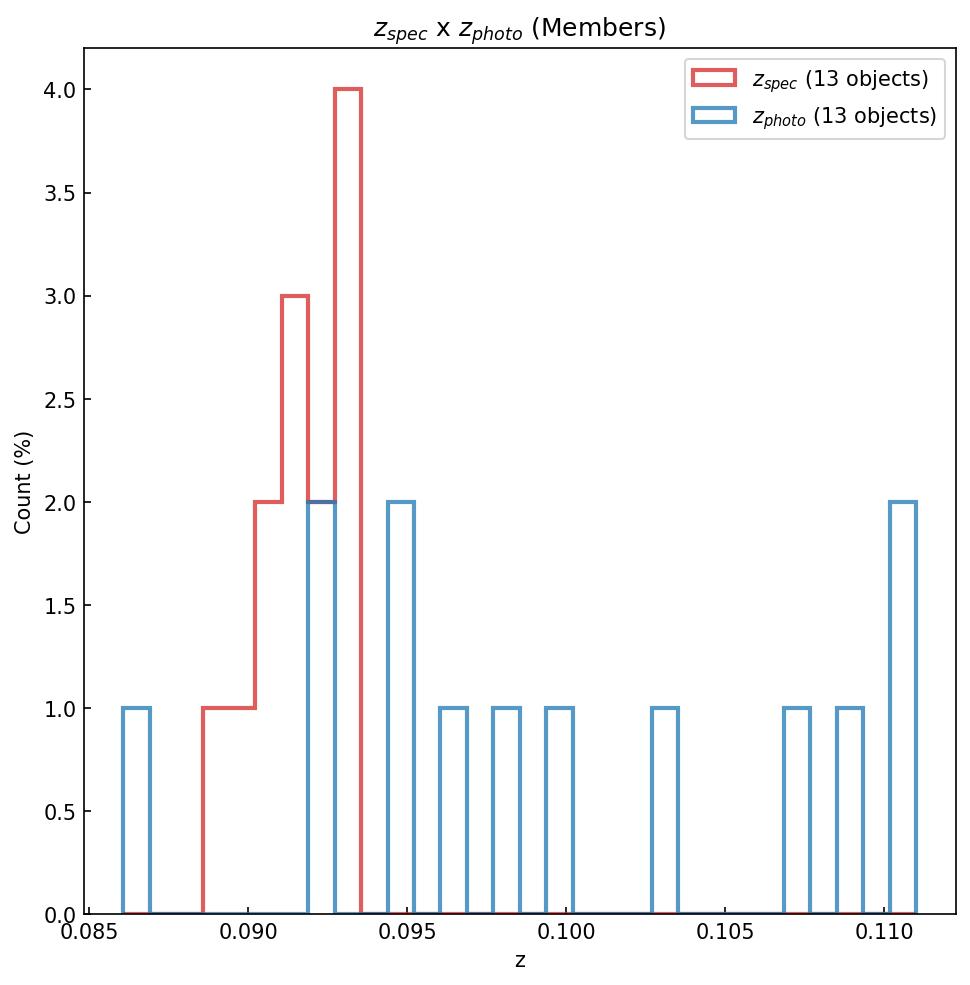 z_spec x z_photo (Members)
z_spec (13 objects)
z_photo (13 objects)
Count (%)
4.0
3.5
3.0
2.5
2.0
1.5
1.0
0.5
0.0
0.085 0.090 0.095 0.100 0.105 0.110
z